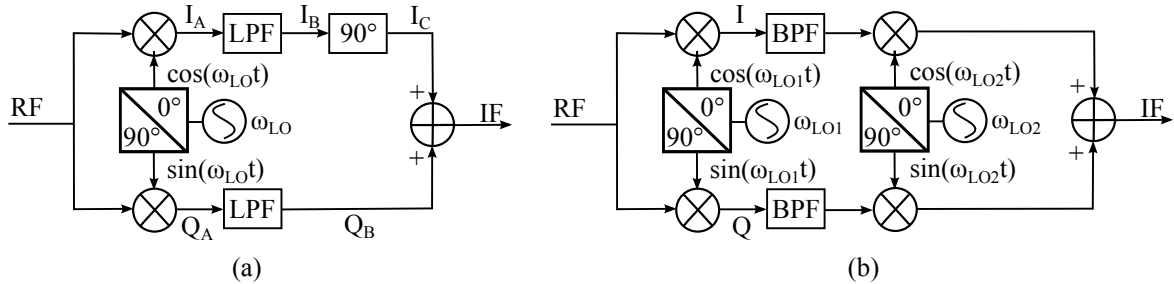 I_A LPF I_B 90° I_C
cos(ω_LO t)
RF 0° 90° ω_LO + + IF
sin(ω_LO t)
Q_A LPF Q_B
(a)
I BPF
cos(ω_LO1 t) cos(ω_LO2 t)
RF 0° 90° ω_LO1 0° 90° ω_LO2 + + IF
sin(ω_LO1 t) sin(ω_LO2 t)
Q BPF
(b)